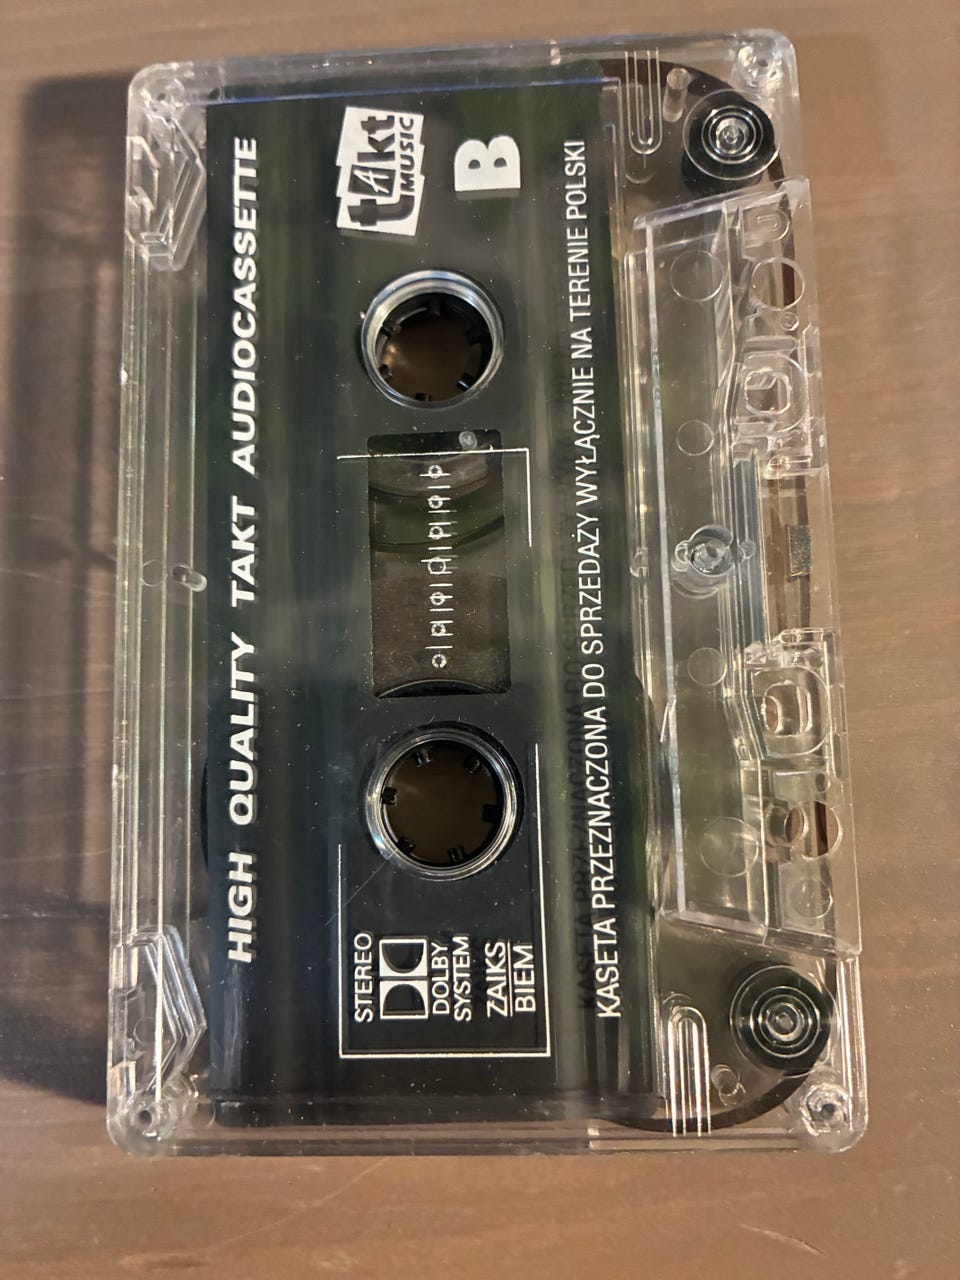 HIGH QUALITY TAKT AUDIOCASSETTE
STEREO
DOLBY
SYSTEM
ZAIKS
BIEM
tAkt
MUSIC
B
KASETA PRZEZNACZONA DO SPRZEDAŻY WYŁĄCZNIE NA TERENIE POLSKI